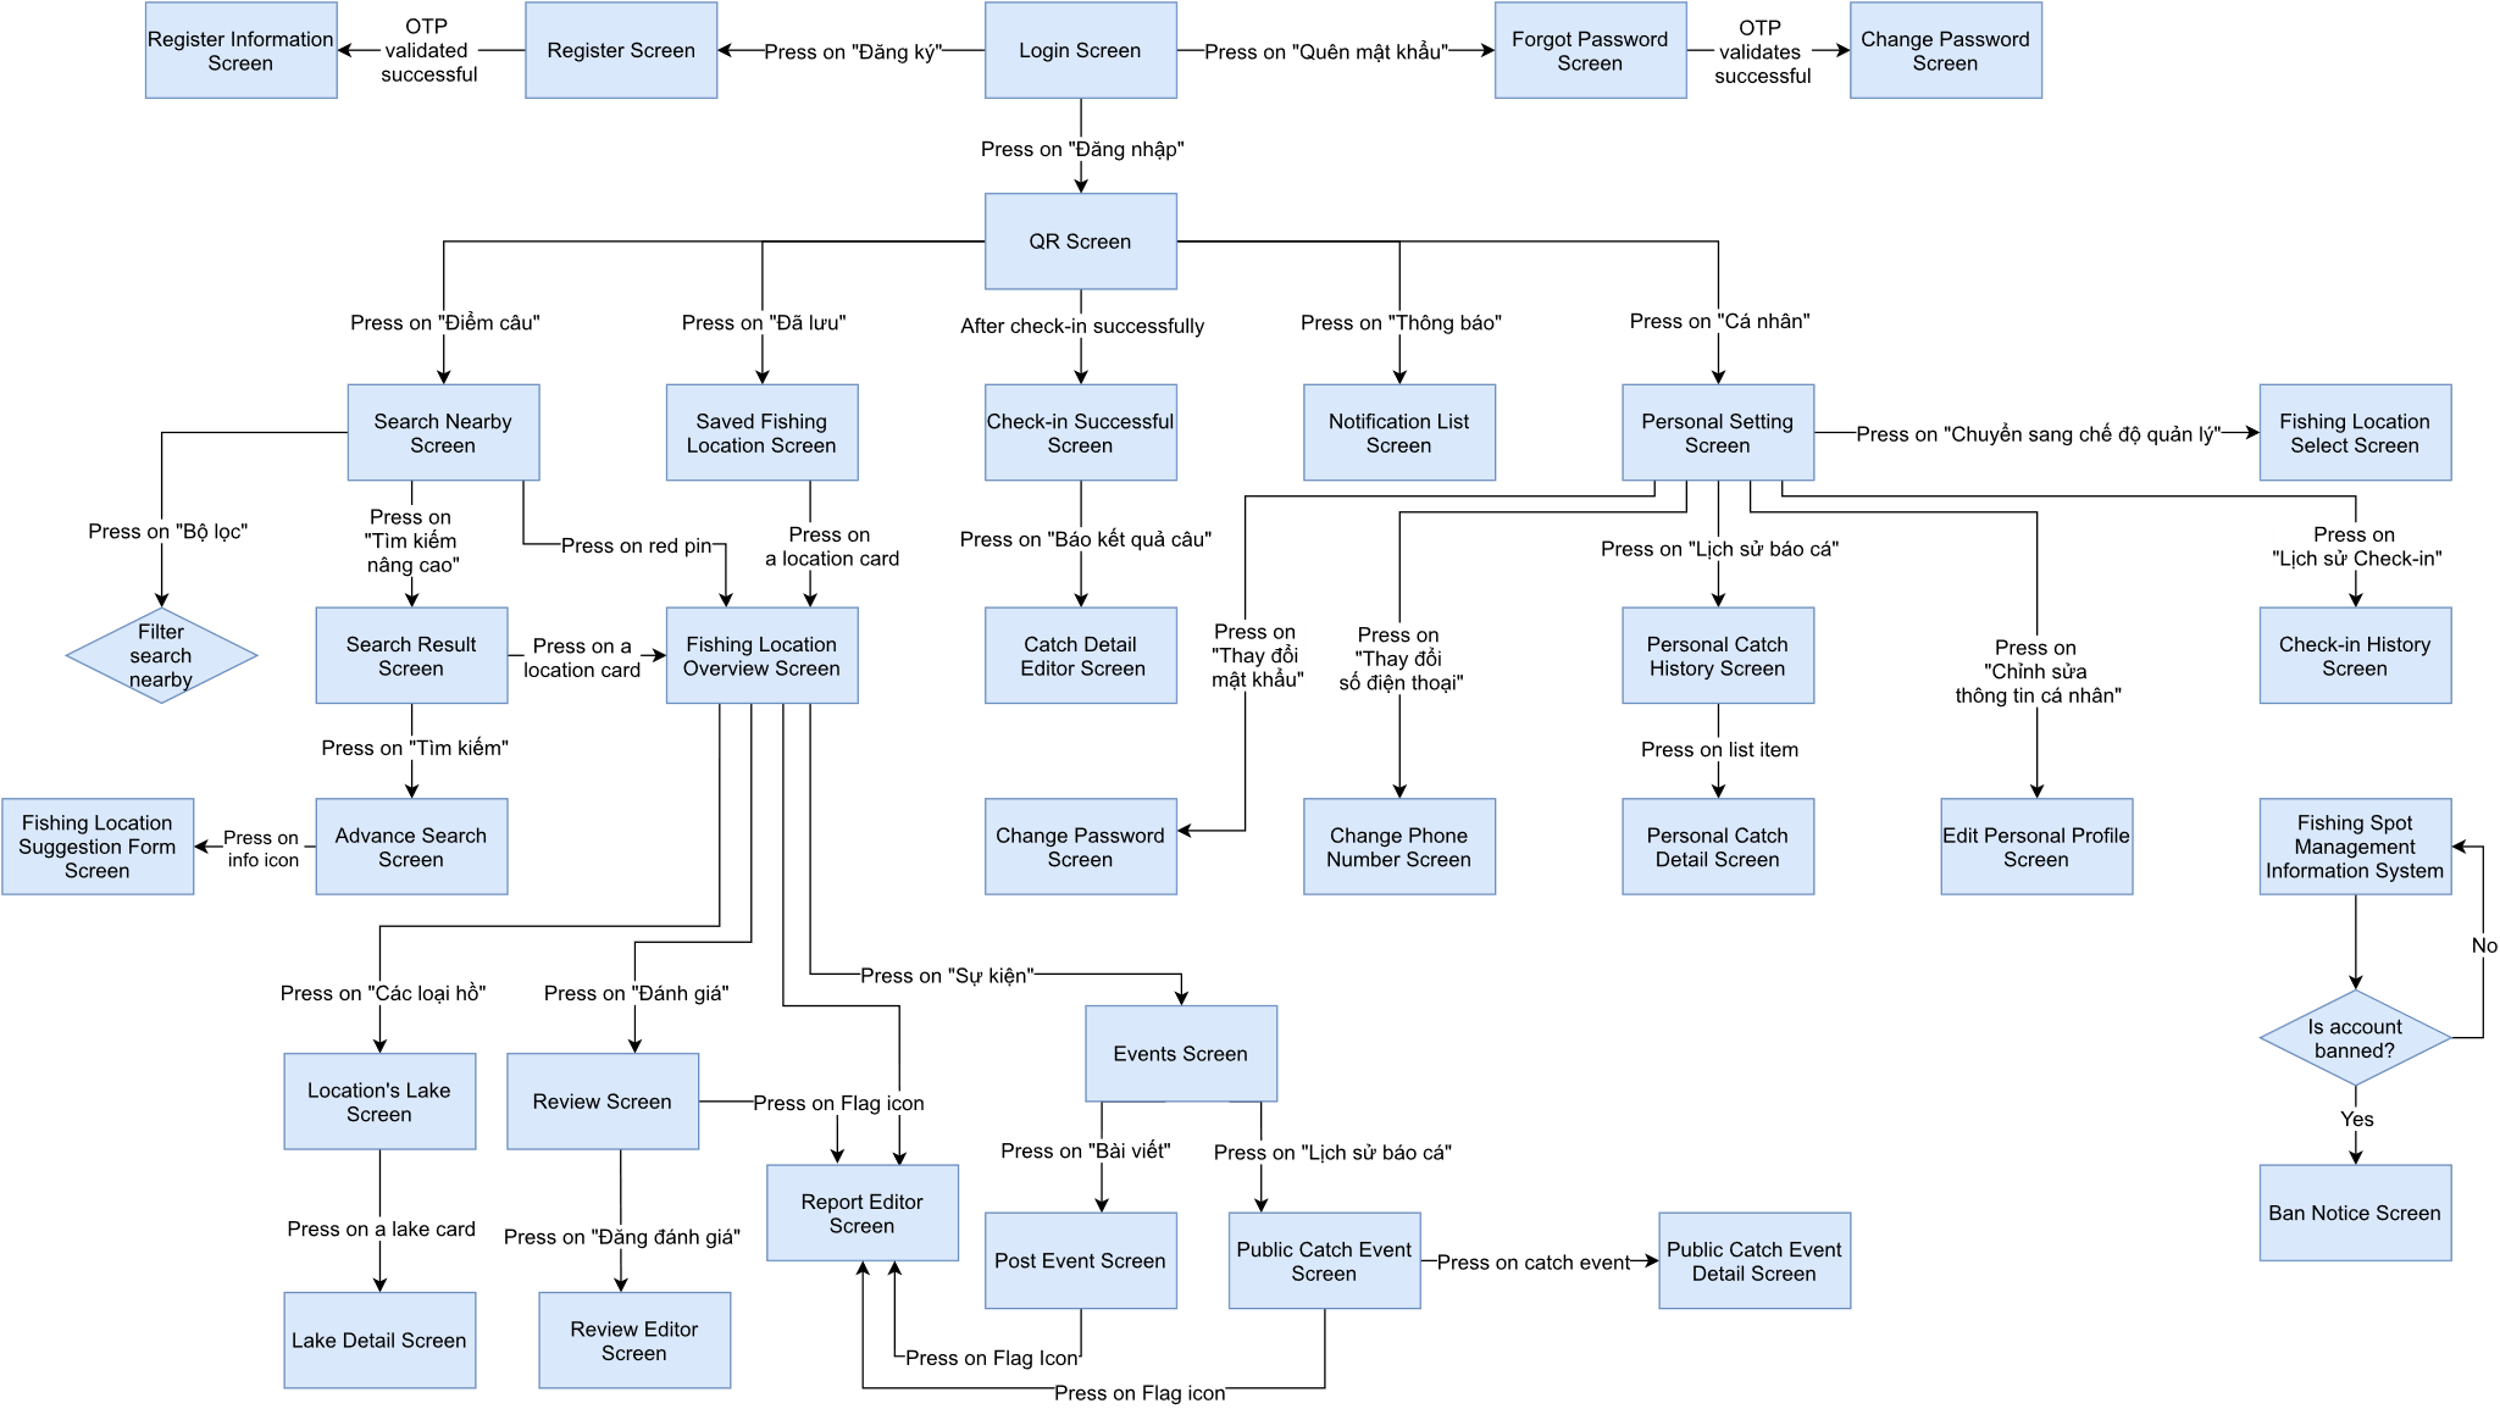 Register Information
Screen
OTP
validated
successful
Register Screen
Press on "Đăng ký"
Login Screen
Press on "Quên mật khẩu"
Forgot Password
Screen
OTP
validates
successful
Change Password
Screen
Press on "Đăng nhập"
QR Screen
Press on "Điểm câu"
Press on "Đã lưu"
After check-in successfully
Press on "Thông báo"
Press on "Cá nhân"
Search Nearby
Screen
Saved Fishing
Location Screen
Check-in Successful
Screen
Notification List
Screen
Personal Setting
Screen
Press on "Chuyển sang chế độ quản lý"
Fishing Location
Select Screen
Press on "Bộ lọc"
Press on
"Tìm kiếm
nâng cao"
Press on red pin
Press on
a location card
Press on "Báo kết quả câu"
Press on "Lịch sử báo cá"
Press on
"Lịch sử Check-in"
Filter
search
nearby
Search Result
Screen
Press on a
location card
Fishing Location
Overview Screen
Catch Detail
Editor Screen
Press on
"Thay đổi
mật khẩu"
Press on
"Thay đổi
số điện thoại"
Personal Catch
History Screen
Press on
"Chỉnh sửa
thông tin cá nhân"
Check-in History
Screen
Press on "Tìm kiếm"
Press on list item
Fishing Location
Suggestion Form
Screen
Press on
info icon
Advance Search
Screen
Change Password
Screen
Change Phone
Number Screen
Personal Catch
Detail Screen
Edit Personal Profile
Screen
Fishing Spot
Management
Information System
No
Press on "Các loại hồ"
Press on "Đánh giá"
Press on "Sự kiện"
Is account
banned?
Events Screen
Location's Lake
Screen
Review Screen
Press on Flag icon
Yes
Press on "Bài viết"
Press on "Lịch sử báo cá"
Report Editor
Screen
Ban Notice Screen
Press on a lake card
Press on "Đăng đánh giá"
Post Event Screen
Public Catch Event
Screen
Press on catch event
Public Catch Event
Detail Screen
Lake Detail Screen
Review Editor
Screen
Press on Flag Icon
Press on Flag icon